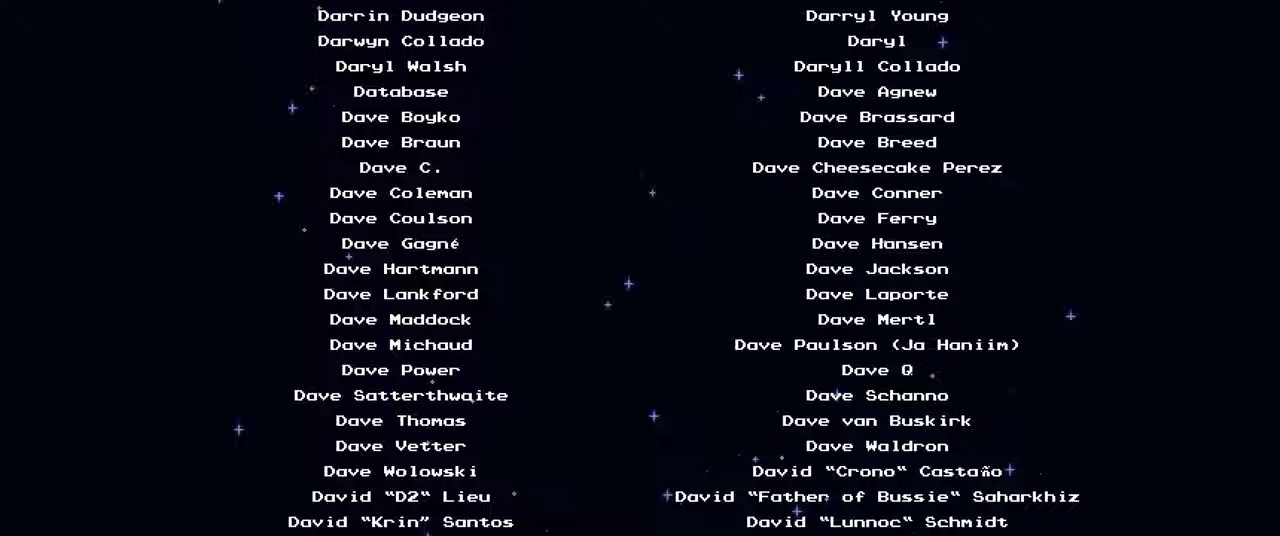 Darrin Dudgeon
Darryl Young
Darwyn Collado
Daryl
Daryl Walsh
Daryll Collado
Database
Dave Agnew
Dave Boyko
Dave Brassard
Dave Braun
Dave Breed
Dave C.
Dave Cheesecake Perez
Dave Coleman
Dave Conner
Dave Coulson
Dave Ferry
Dave Gagné
Dave Hansen
Dave Hartmann
Dave Jackson
Dave Lankford
Dave Laporte
Dave Maddock
Dave Mertl
Dave Michaud
Dave Paulson (Ja Haniim)
Dave Power
Dave Q
Dave Satterthwaite
Dave Schanno
Dave Thomas
Dave van Buskirk
Dave Vetter
Dave Waldron
Dave Wolowski
David “Crono“ Castaño
David “D2“ Lieu
David “Father of Bussie“ Saharkhiz
David “Krin” Santos
David “Lunnoc“ Schmidt